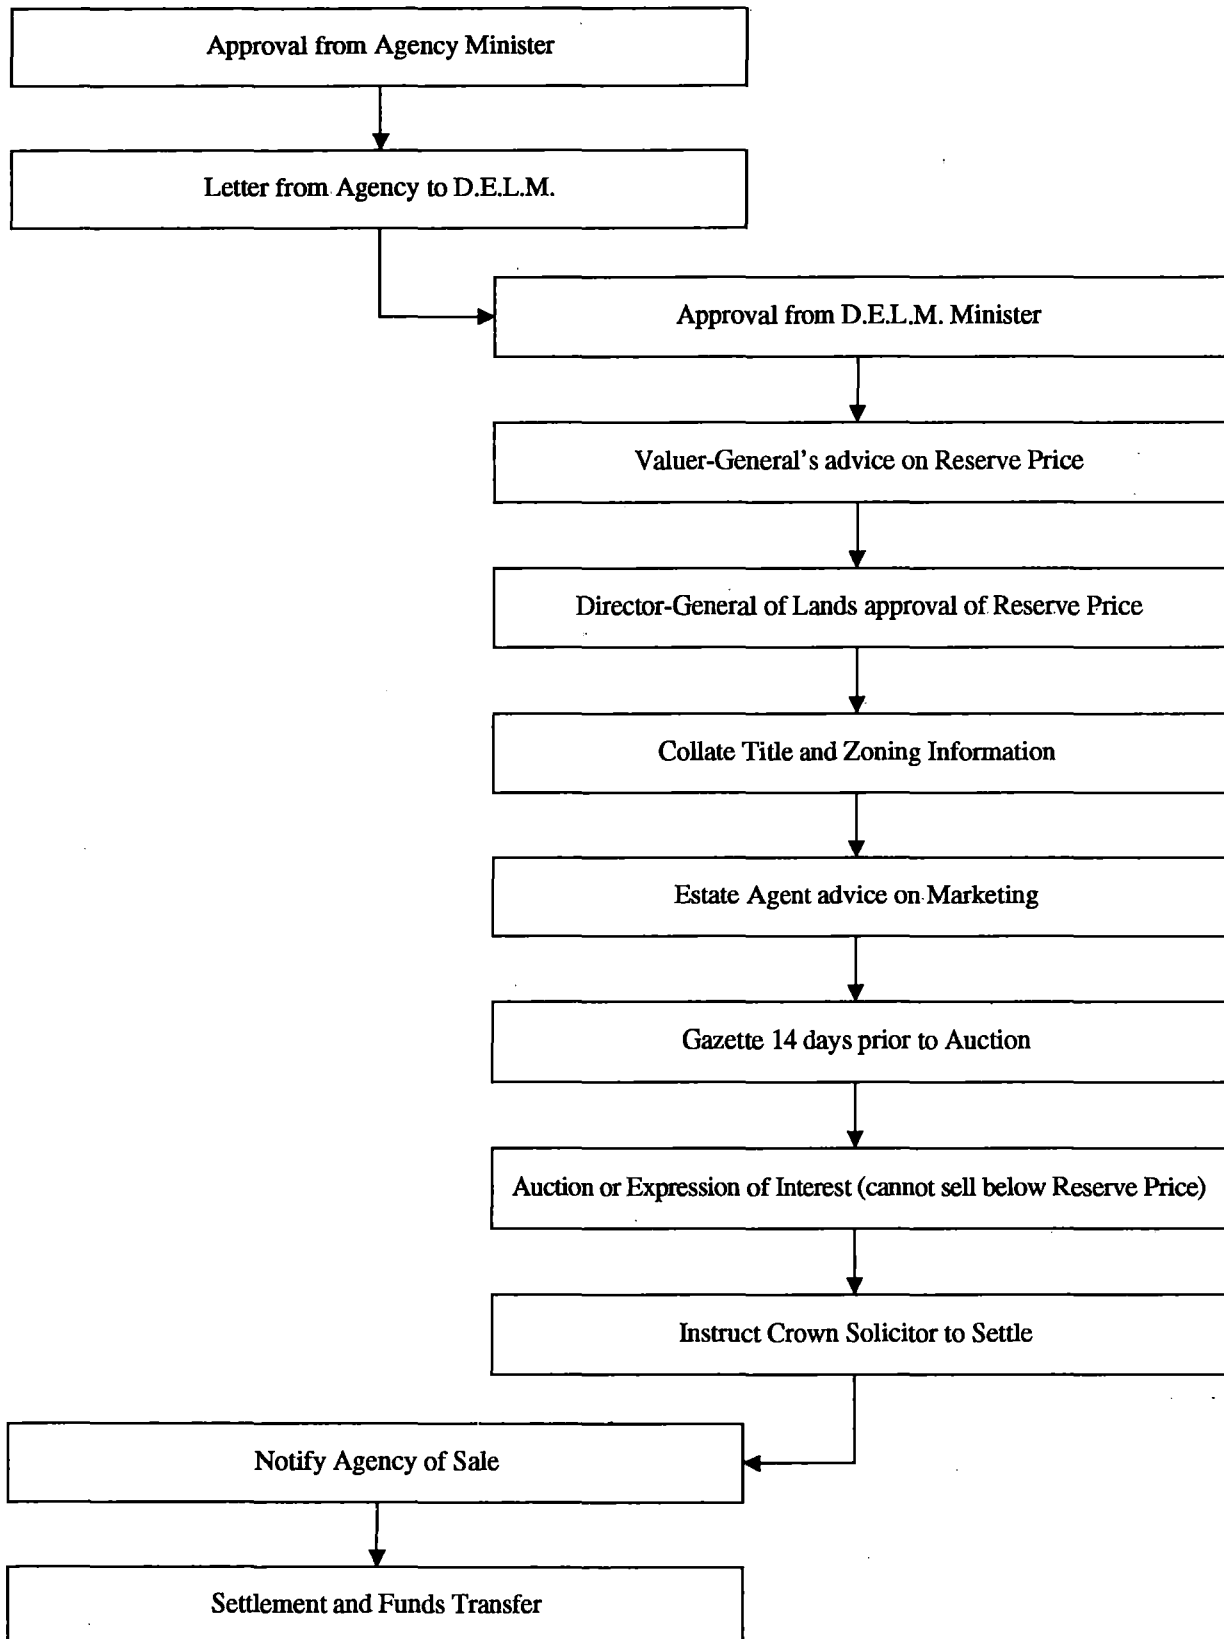 Approval from Agency Minister
Letter from Agency to D.E.L.M.
Approval from D.E.L.M. Minister
Valuer-General's advice on Reserve Price
Director-General of Lands approval of Reserve Price
Collate Title and Zoning Information
Estate Agent advice on Marketing
Gazette 14 days prior to Auction
Auction or Expression of Interest (cannot sell below Reserve Price)
Instruct Crown Solicitor to Settle
Notify Agency of Sale
Settlement and Funds Transfer